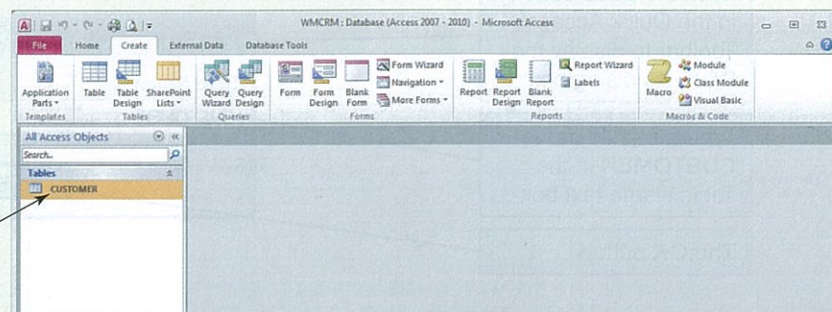 WMCRM : Database (Access 2007 - 2010) - Microsoft Access
File Home Create External Data Database Tools
Application Parts
Table
Table Design
SharePoint Lists
Query Wizard
Query Design
Form
Form Design
Blank Form
Form Wizard
Navigation
More Forms
Report
Report Design
Blank Report
Report Wizard
Labels
Macro
Module
Class Module
Visual Basic
Templates Tables Queries Forms Reports Macros & Code
All Access Objects
Search...
Tables
CUSTOMER